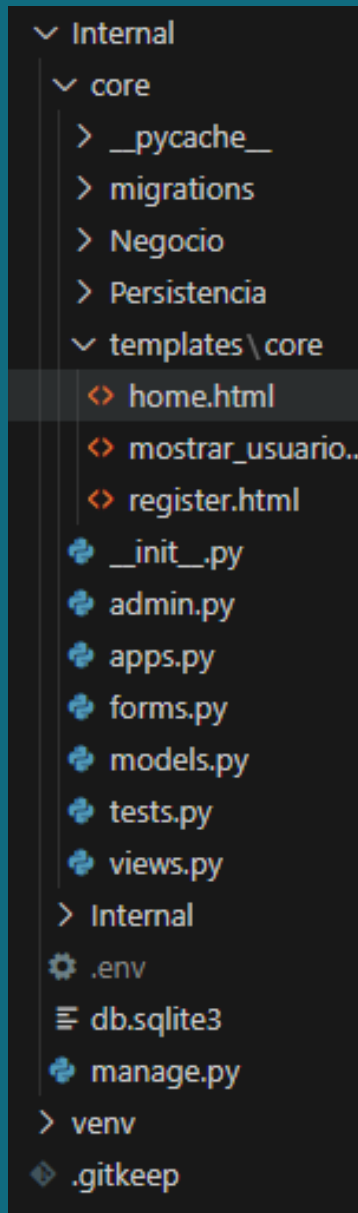 Internal
core
__pycache__
migrations
Negocio
Persistencia
templates\core
home.html
mostrar_usuario...
register.html
__init__.py
admin.py
apps.py
forms.py
models.py
tests.py
views.py
Internal
.env
db.sqlite3
manage.py
venv
.gitkeep